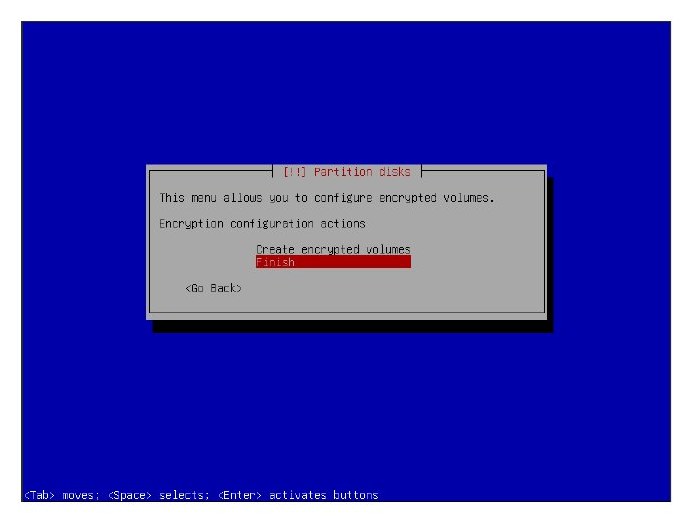 [!!] Partition disks
This menu allows you to configure encrypted volumes.
Encryption configuration actions
Create encrypted volumes
Finish
<Go Back>
<Tab> moves; <Space> selects; <Enter> activates buttons